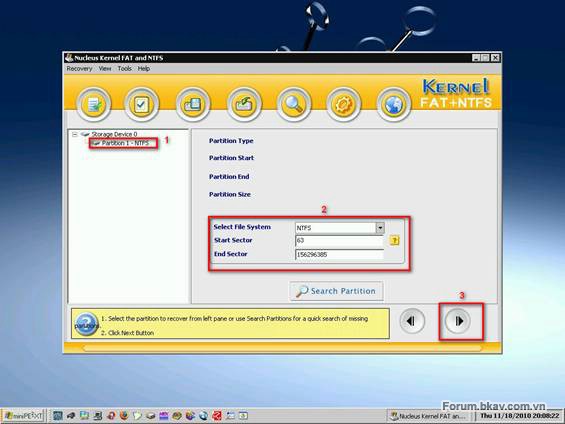 Nucleus Kernel FAT and NTFS
Recovery View Tools Help
KERNEL
FAT+NTFS
Storage Device 0
Partition 1 - NTFS
1
Partition Type
Partition Start
Partition End
Partition Size
2
Select File System NTFS
Start Sector 63 ?
End Sector 156296385
Search Partition
3
1. Select the partition to recover from left pane or use Search Partitions for a quick search of missing
partitions.
2. Click Next Button
Forum.bkav.com.vn
miniPE-XT
Nucleus Kernel FAT and NTFS
Thu 11/18/2010 20:08:22